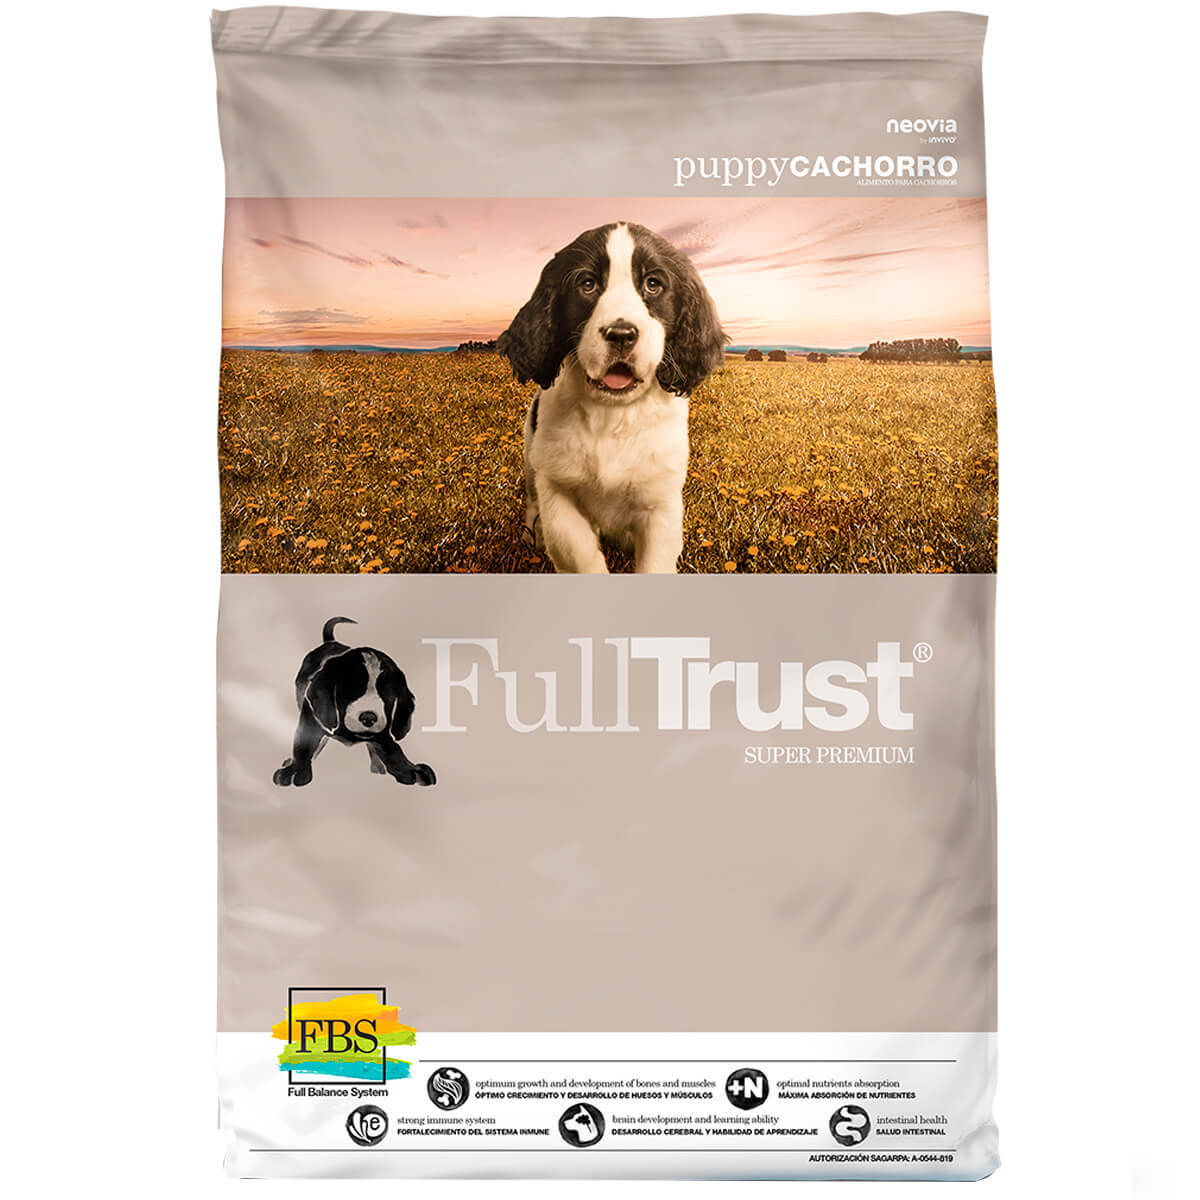 neovia
by invivo®
puppyCACHORRO
ALIMENTO PARA CACHORROS
FullTrust®
SUPER PREMIUM
FBS
Full Balance System
optimum growth and development of bones and muscles
ÓPTIMO CRECIMIENTO Y DESARROLLO DE HUESOS Y MÚSCULOS
+N
optimal nutrients absorption
MÁXIMA ABSORCIÓN DE NUTRIENTES
strong immune system
FORTALECIMIENTO DEL SISTEMA INMUNE
brain development and learning ability
DESARROLLO CEREBRAL Y HABILIDAD DE APRENDIZAJE
intestinal health
SALUD INTESTINAL
AUTORIZACIÓN SAGARPA: A-0544-819